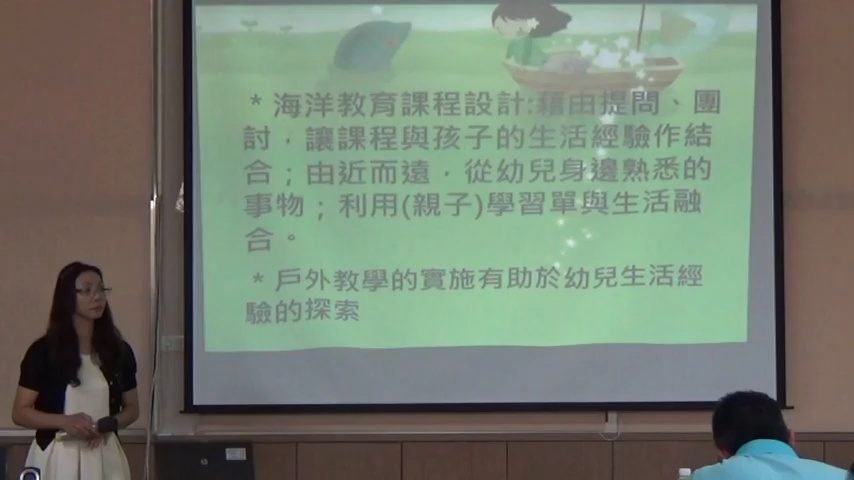 * 海洋教育課程設計:藉由提問、團
討，讓課程與孩子的生活經驗作結
合；由近而遠，從幼兒身邊熟悉的
事物；利用(親子)學習單與生活融
合。
* 戶外教學的實施有助於幼兒生活經
驗的探索